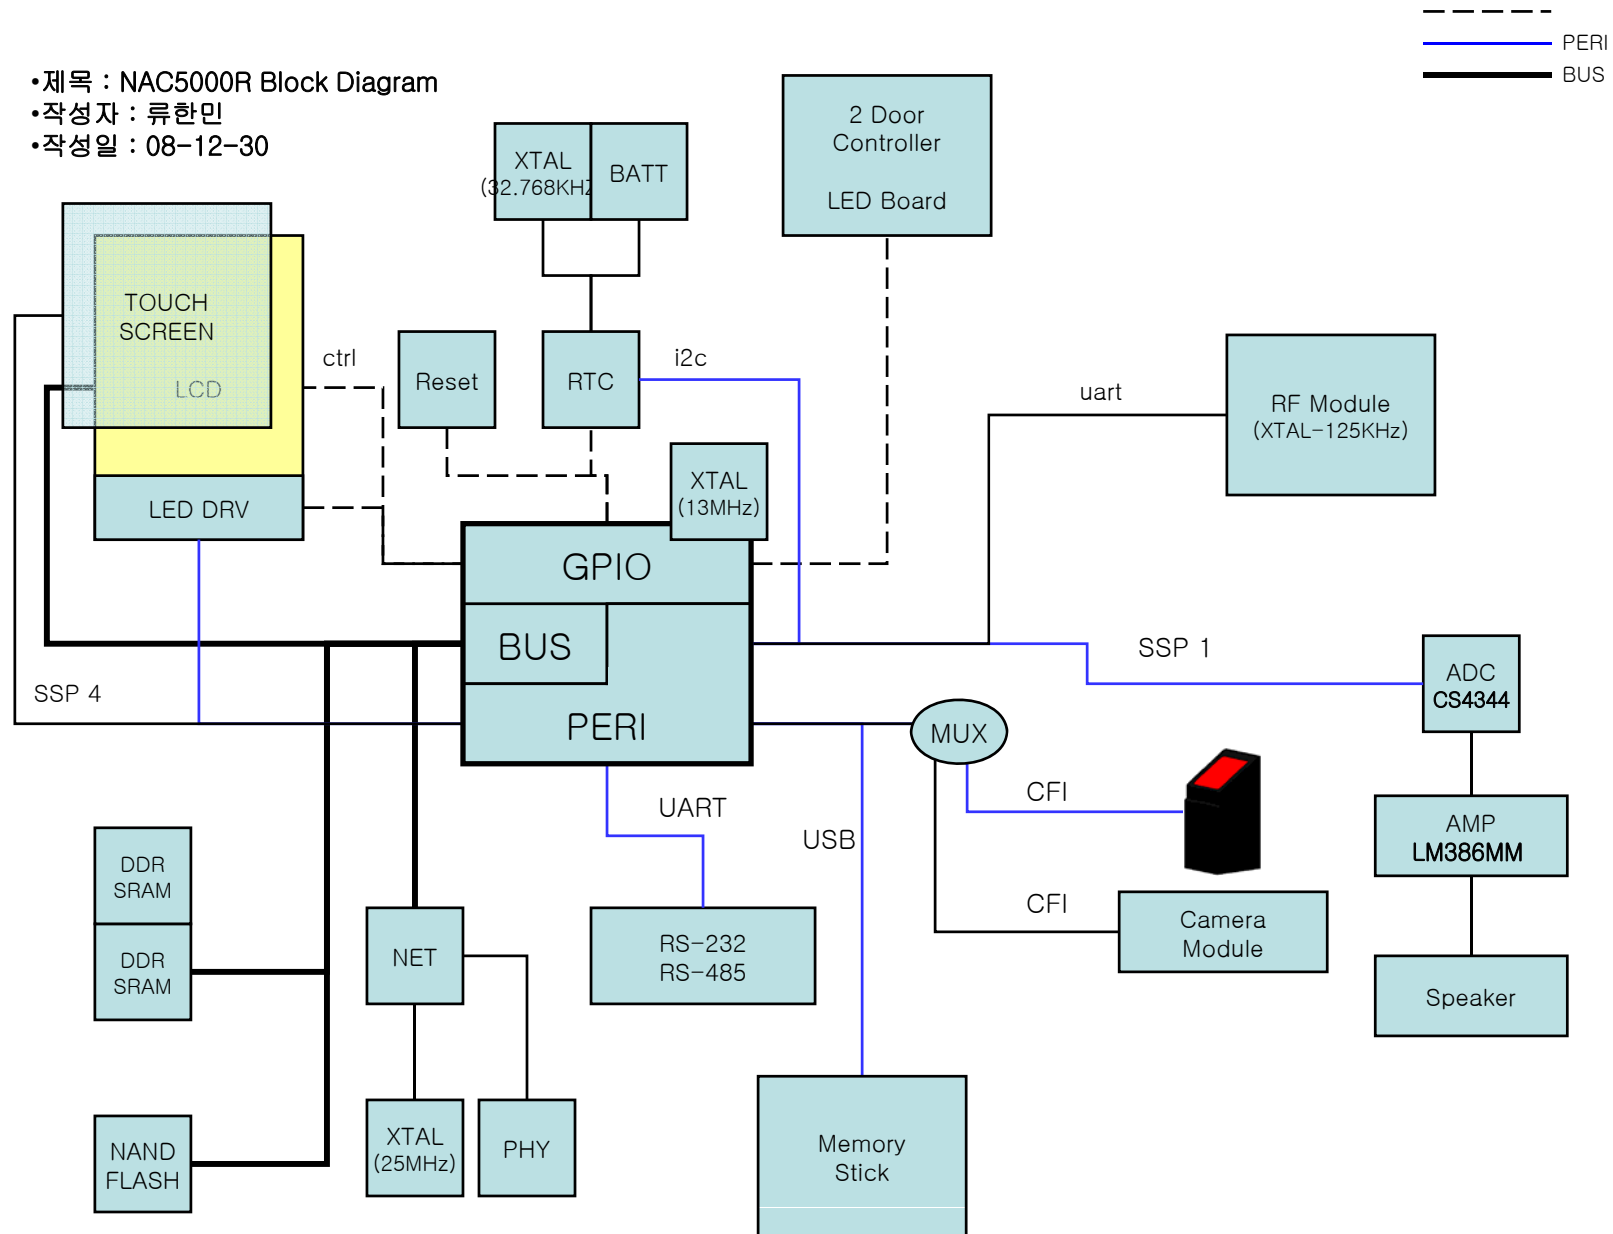 PERI
BUS
•제목 : NAC5000R Block Diagram
•작성자 : 류한민
•작성일 : 08-12-30
2 Door
Controller
LED Board
XTAL
(32.768KHZ
BATT
TOUCH
SCREEN
LCD
ctrl
Reset
RTC
i2c
uart
RF Module
(XTAL-125KHz)
XTAL
(13MHz)
LED DRV
GPIO
BUS
PERI
SSP 4
SSP 1
ADC
CS4344
MUX
CFI
UART
USB
AMP
LM386MM
DDR
SRAM
DDR
SRAM
CFI
Camera
Module
NET
RS-232
RS-485
Speaker
NAND
FLASH
XTAL
(25MHz)
PHY
Memory
Stick